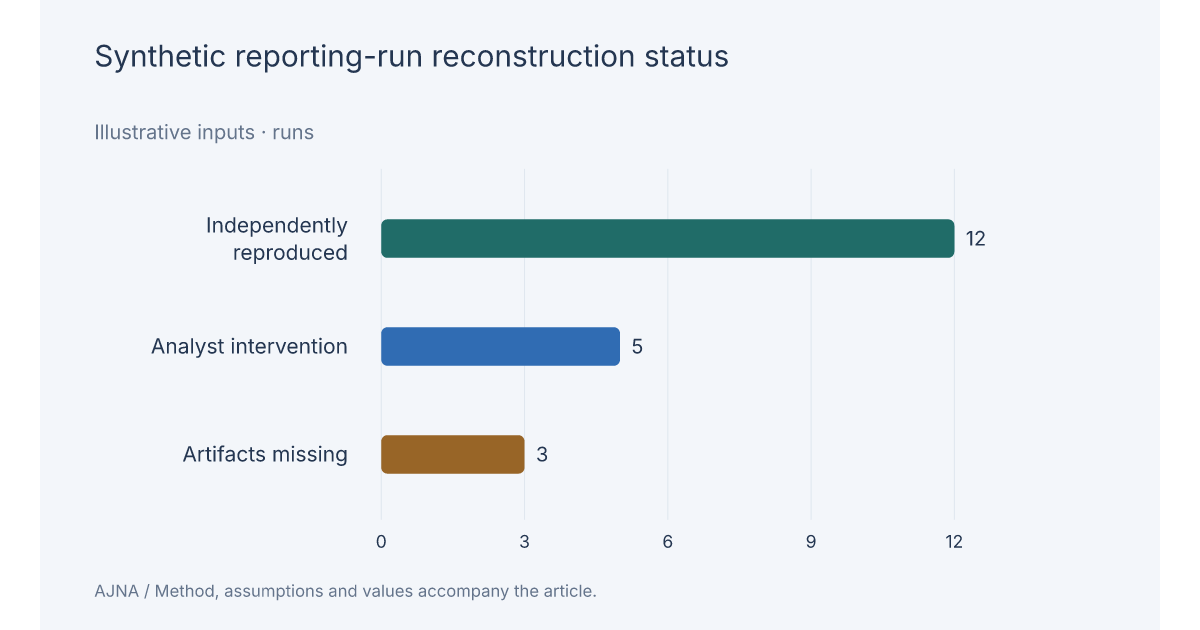 Synthetic reporting-run reconstruction status
Illustrative inputs · runs
Independently
reproduced
12
Analyst intervention
5
Artifacts missing
3
0 3 6 9 12
AJNA / Method, assumptions and values accompany the article.